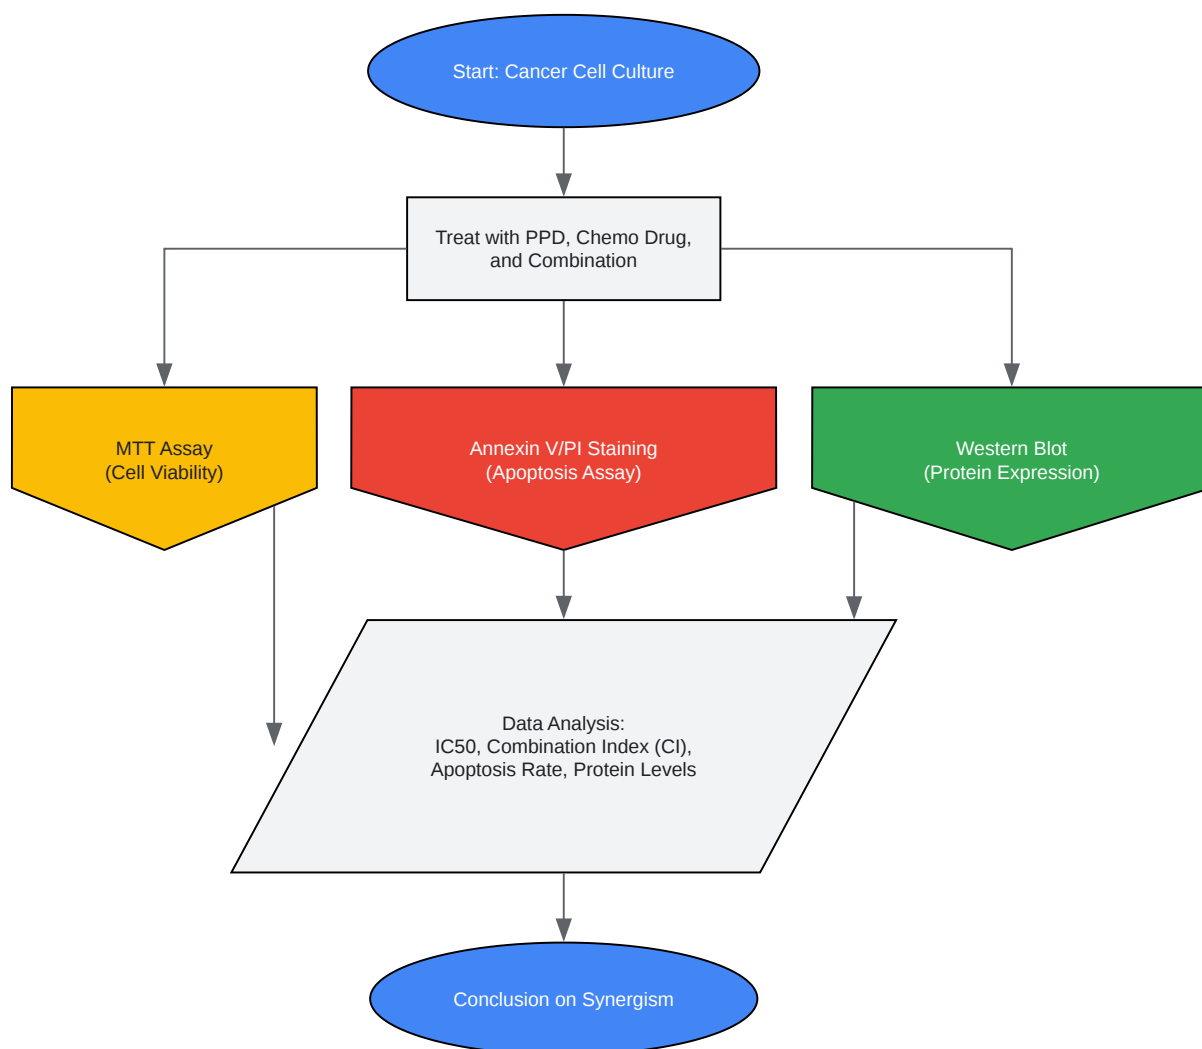 Start: Cancer Cell Culture
Treat with PPD, Chemo Drug,
and Combination
MTT Assay
(Cell Viability)
Annexin V/PI Staining
(Apoptosis Assay)
Western Blot
(Protein Expression)
Data Analysis:
IC50, Combination Index (CI),
Apoptosis Rate, Protein Levels
Conclusion on Synergism